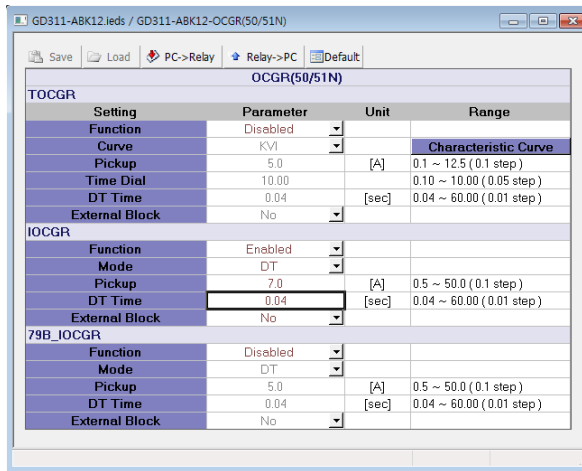 GD311-ABK12.ieds / GD311-ABK12-OCGR(50/51N)
Save Load PC->Relay Relay->PC Default
OCGR(50/51N)
TOCGR
Setting Parameter Unit Range
Function Disabled
Curve KVI Characteristic Curve
Pickup 5.0 [A] 0.1 ~ 12.5 ( 0.1 step )
Time Dial 10.00 0.10 ~ 10.00 ( 0.05 step )
DT Time 0.04 [sec] 0.04 ~ 60.00 ( 0.01 step )
External Block No
IOCGR
Function Enabled
Mode DT
Pickup 7.0 [A] 0.5 ~ 50.0 ( 0.1 step )
DT Time 0.04 [sec] 0.04 ~ 60.00 ( 0.01 step )
External Block No
79B_IOCGR
Function Disabled
Mode DT
Pickup 5.0 [A] 0.5 ~ 50.0 ( 0.1 step )
DT Time 0.04 [sec] 0.04 ~ 60.00 ( 0.01 step )
External Block No